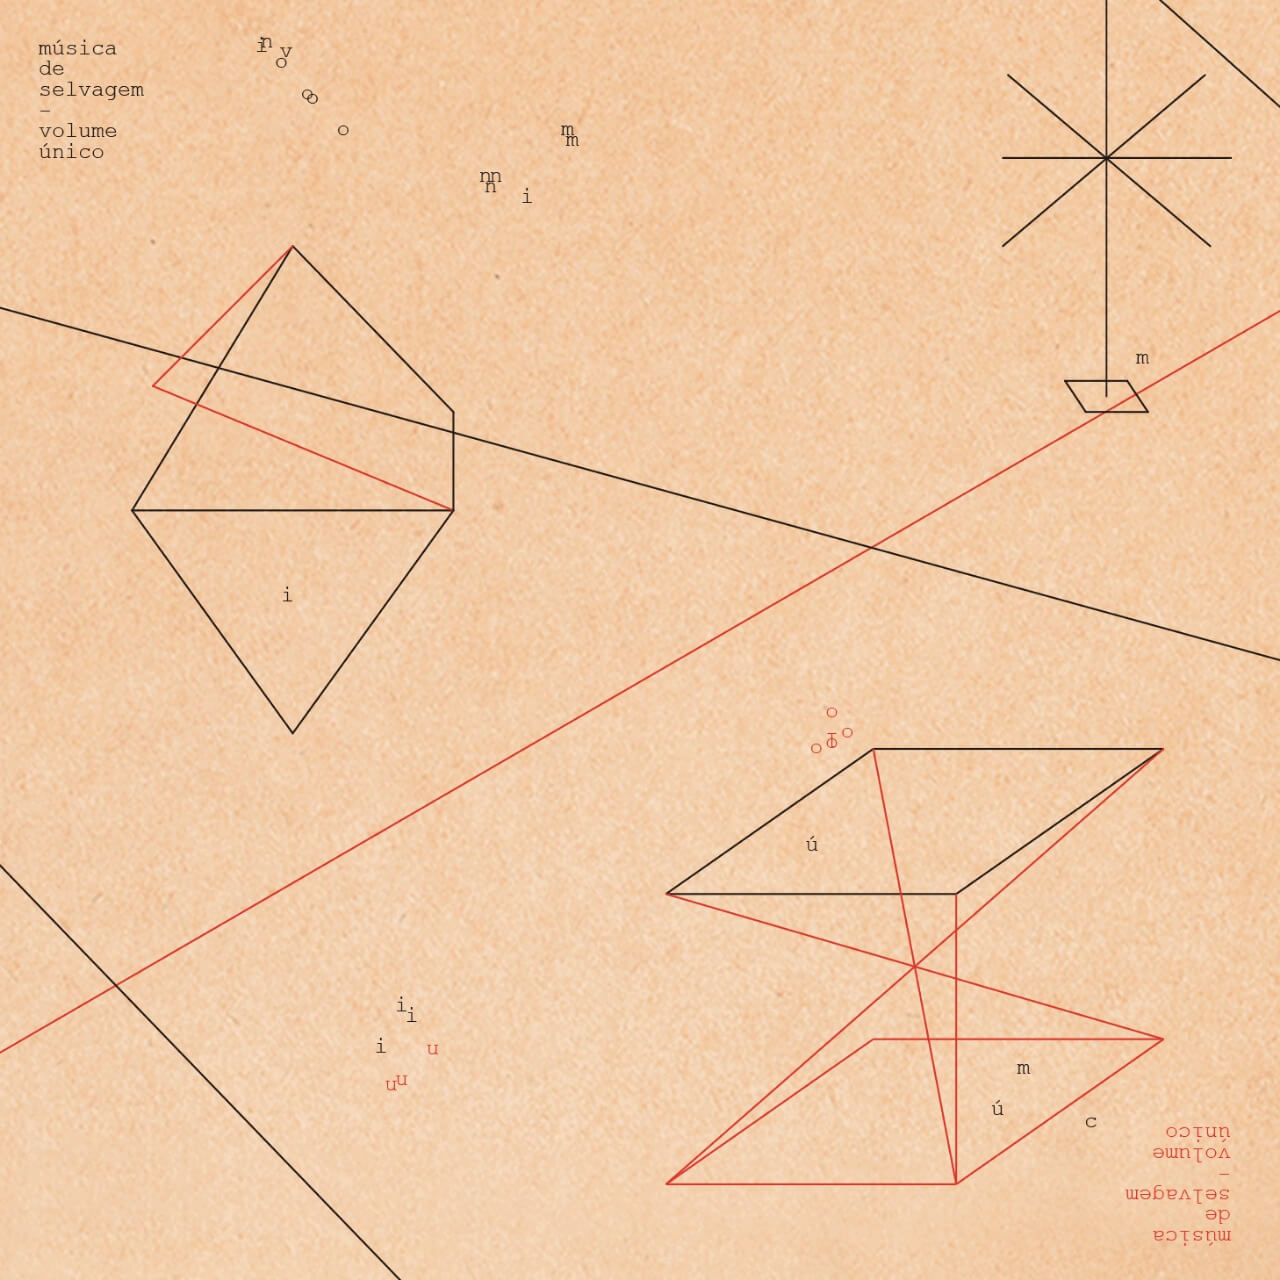 música
de
selvagem
–
volume
único
i
n
v
o
o
o
o
m
m
n
n
n
i
m
i
o
o
o
ú
i
i
i
u
u
u
m
ú
c
música
de
selvagem
–
volume
único